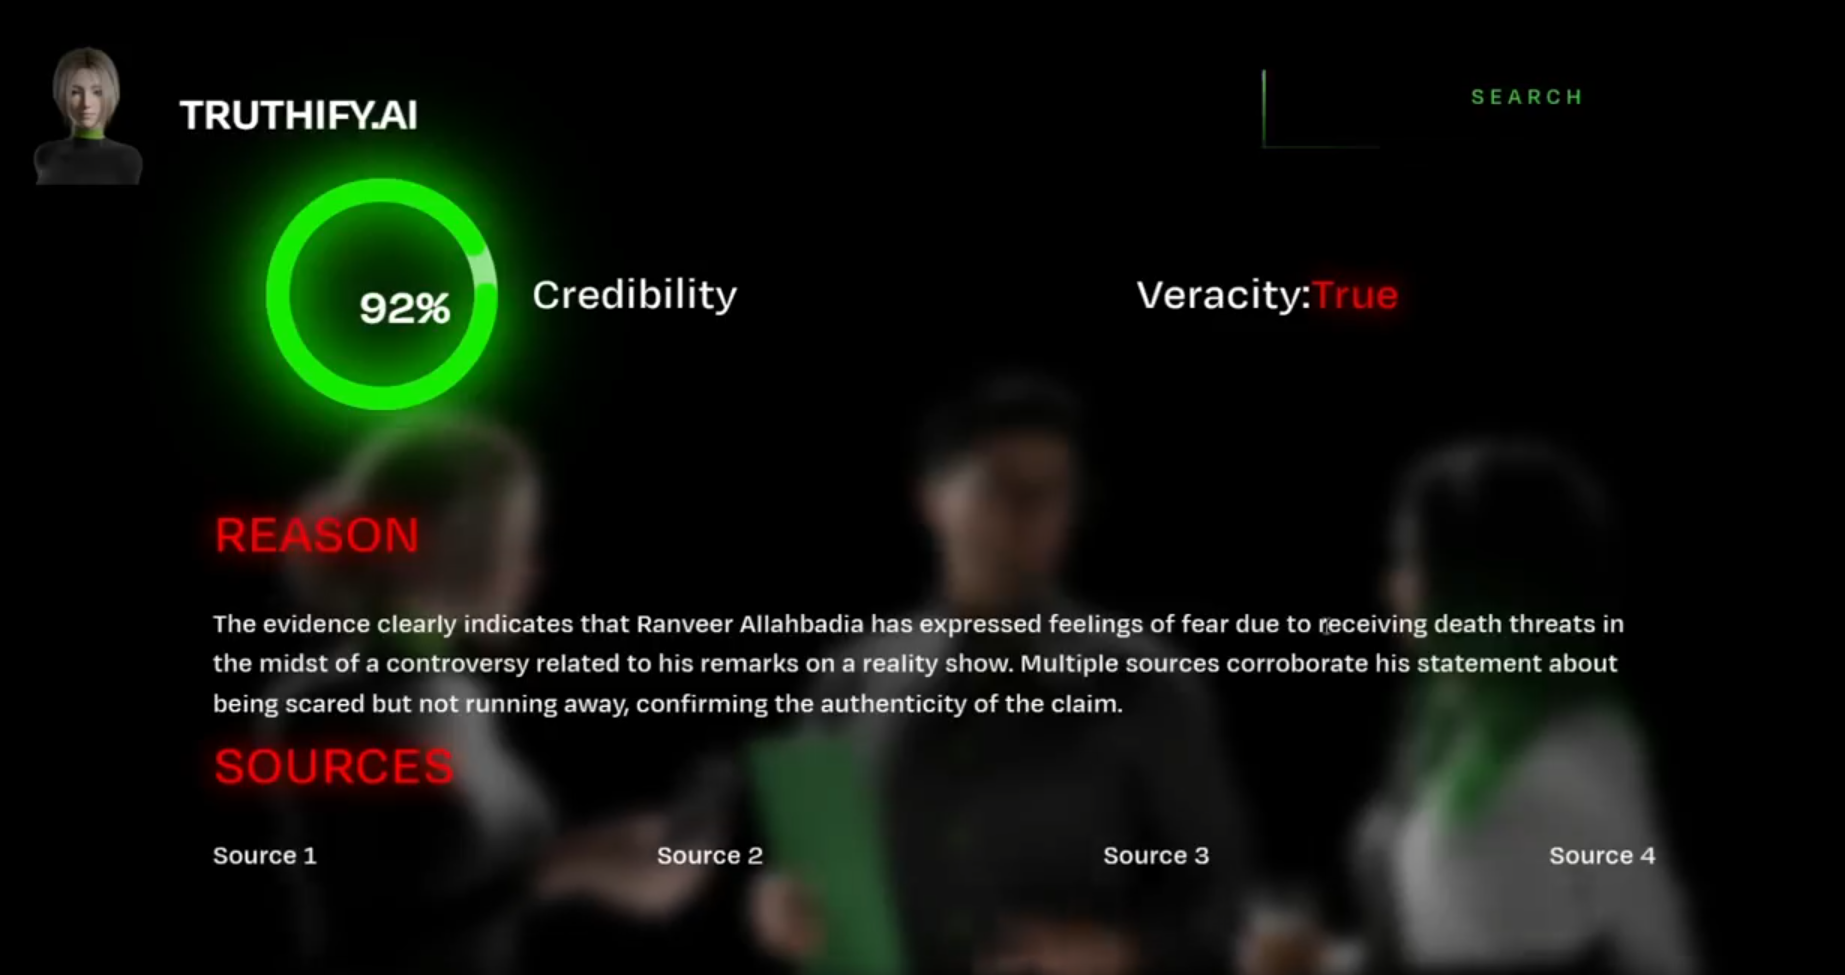 TRUTHIFY.AI
SEARCH
92%
Credibility
Veracity:True
REASON
The evidence clearly indicates that Ranveer Allahbadia has expressed feelings of fear due to receiving death threats in
the midst of a controversy related to his remarks on a reality show. Multiple sources corroborate his statement about
being scared but not running away, confirming the authenticity of the claim.
SOURCES
Source 1
Source 2
Source 3
Source 4